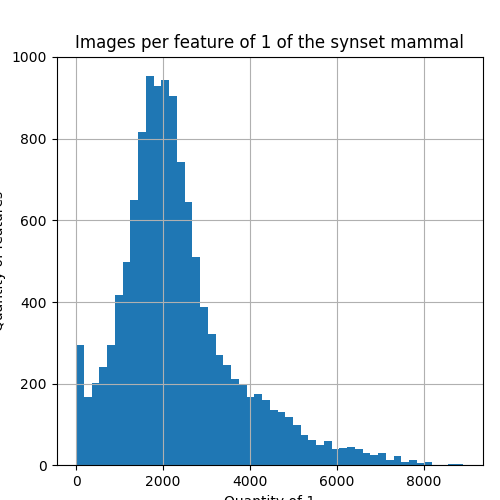 Images per feature of 1 of the synset mammal
1000
800
600
400
200
0
0 2000 4000 6000 8000
Quantity of features
Quantity of 1